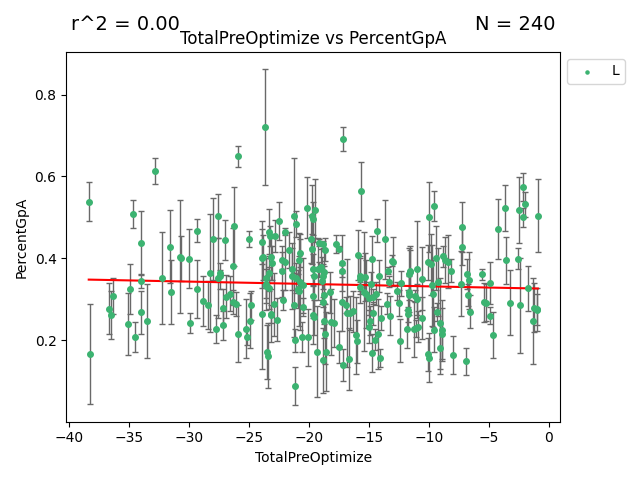 r^2 = 0.00
N = 240
TotalPreOptimize vs PercentGpA
L
PercentGpA
0.8
0.6
0.4
0.2
−40 −35 −30 −25 −20 −15 −10 −5 0
TotalPreOptimize